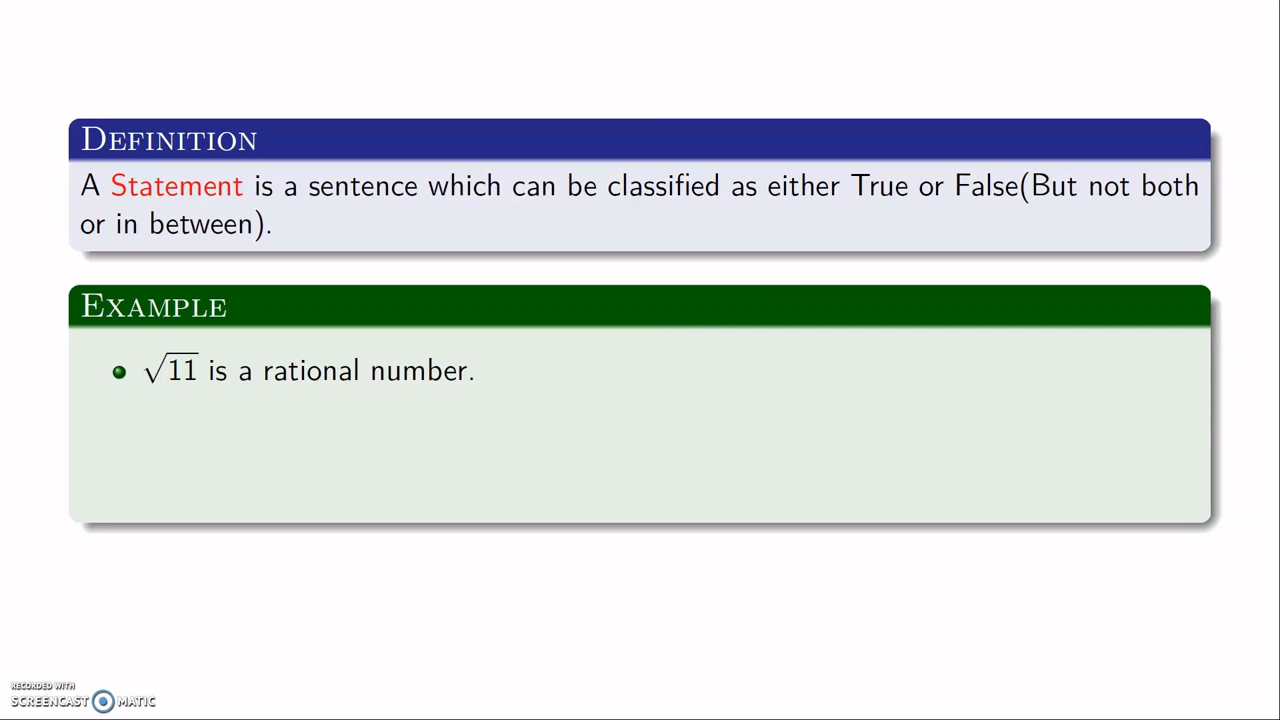 DEFINITION
A Statement is a sentence which can be classified as either True or False(But not both
or in between).
EXAMPLE
√11 is a rational number.
RECORDED WITH
SCREENCAST MATIC